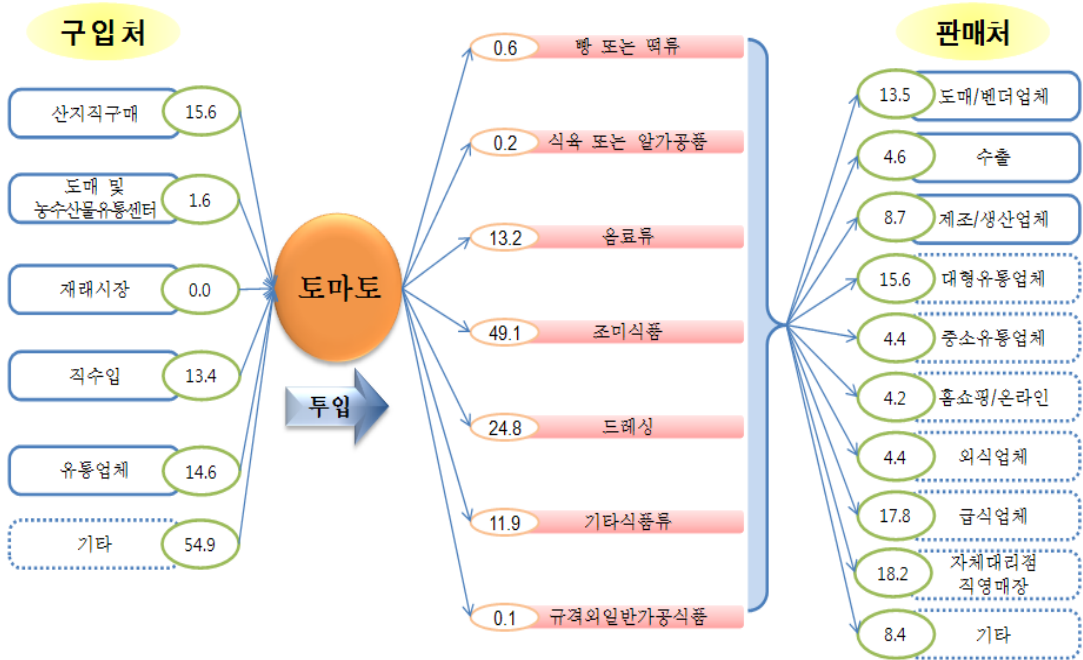 구입처
산지직구매
15.6
도매 및
농수산물유통센터
1.6
재래시장
0.0
직수입
13.4
유통업체
14.6
기타
54.9
토마토
투입
0.6
빵 또는 떡류
0.2
식육 또는 알가공품
13.2
음료류
49.1
조미식품
24.8
드레싱
11.9
기타식품류
0.1
규격외일반가공식품
판매처
13.5
도매/벤더업체
4.6
수출
8.7
제조/생산업체
15.6
대형유통업체
4.4
중소유통업체
4.2
홈쇼핑/온라인
4.4
외식업체
17.8
급식업체
18.2
자체대리점
직영매장
8.4
기타